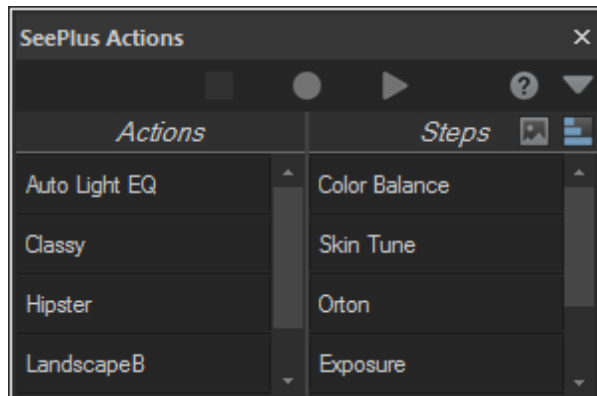 SeePlus Actions
Actions
Steps
Auto Light EQ
Classy
Hipster
LandscapeB
Color Balance
Skin Tune
Orton
Exposure